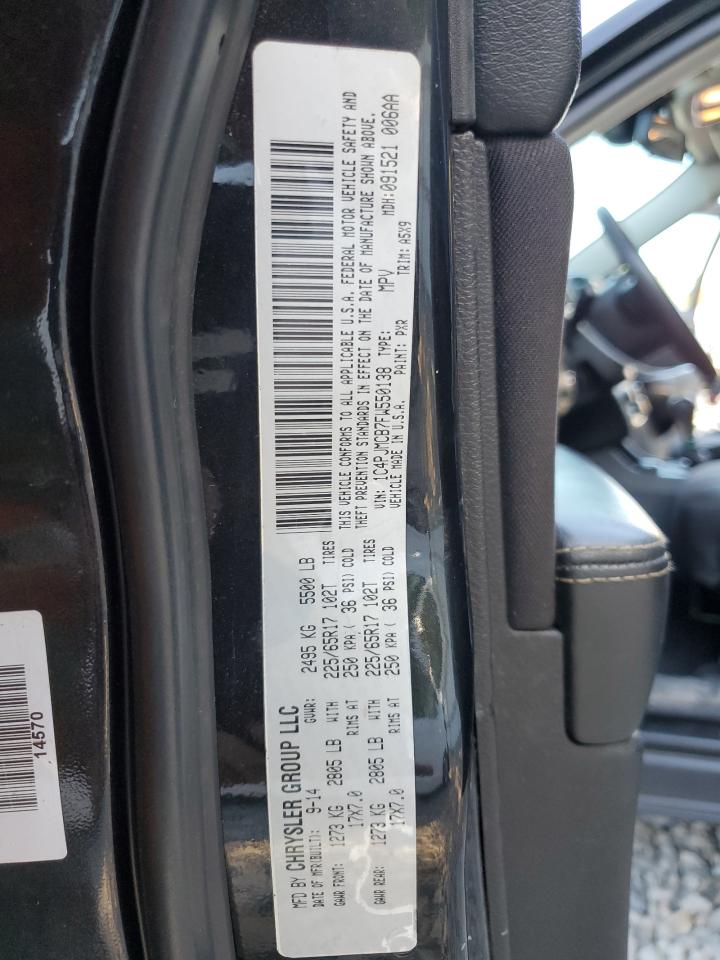 MFD BY CHRYSLER GROUP LLC
DATE OF MFR(BUILT): 9-14 GVWR: 2495 KG 5500 LB
GAWR FRONT: 1273 KG 2805 LB WITH 225/65R17 102T TIRES
17X7.0 RIMS AT 250 KPA ( 36 PSI) COLD
GAWR REAR: 1273 KG 2805 LB WITH 225/65R17 102T TIRES
17X7.0 RIMS AT 250 KPA ( 36 PSI) COLD
THIS VEHICLE CONFORMS TO ALL APPLICABLE U.S.A. FEDERAL MOTOR VEHICLE SAFETY AND
THEFT PREVENTION STANDARDS IN EFFECT ON THE DATE OF MANUFACTURE SHOWN ABOVE.
VIN: 1C4PJMCB7FW550138 TYPE: MPV MDH:091521 006AA
VEHICLE MADE IN U.S.A. PAINT: PXR TRIM: A5X9
14570